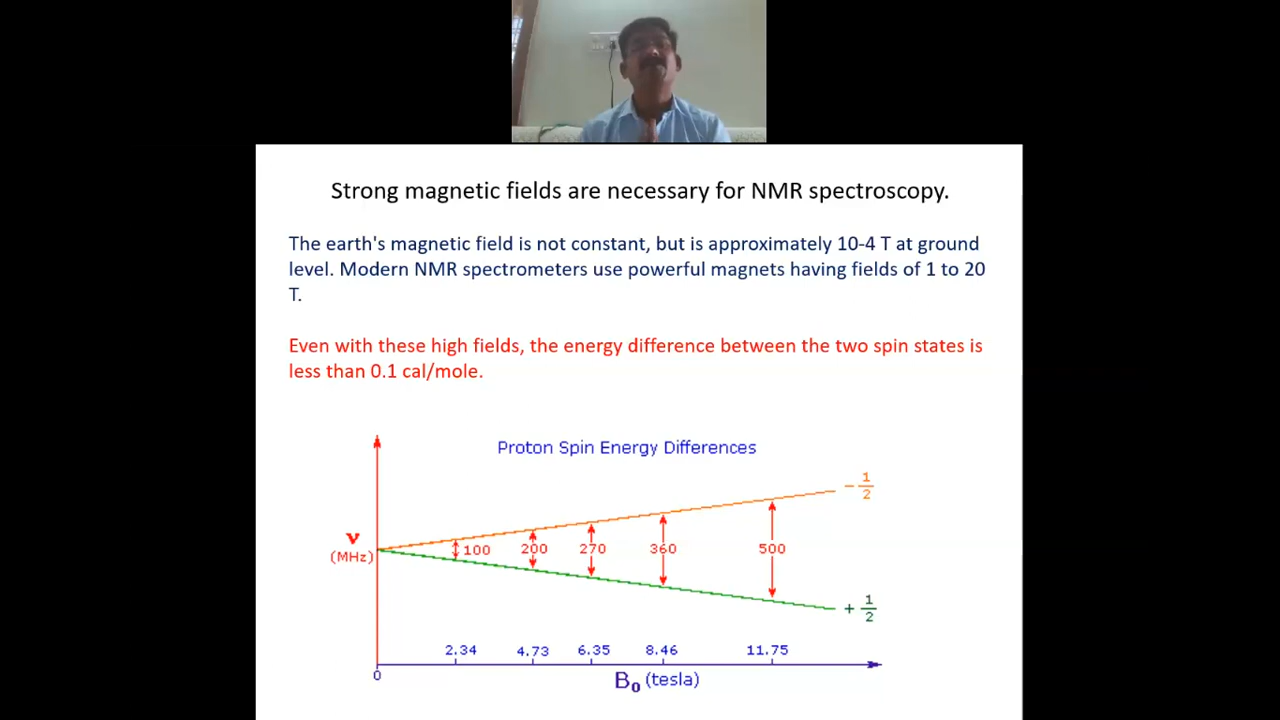 Strong magnetic fields are necessary for NMR spectroscopy.
The earth's magnetic field is not constant, but is approximately 10-4 T at ground
level. Modern NMR spectrometers use powerful magnets having fields of 1 to 20
T.
Even with these high fields, the energy difference between the two spin states is
less than 0.1 cal/mole.
Proton Spin Energy Differences
- 1/2
ν
(MHz)
100 200 270 360 500
+ 1/2
2.34 4.73 6.35 8.46 11.75
0
B₀ (tesla)